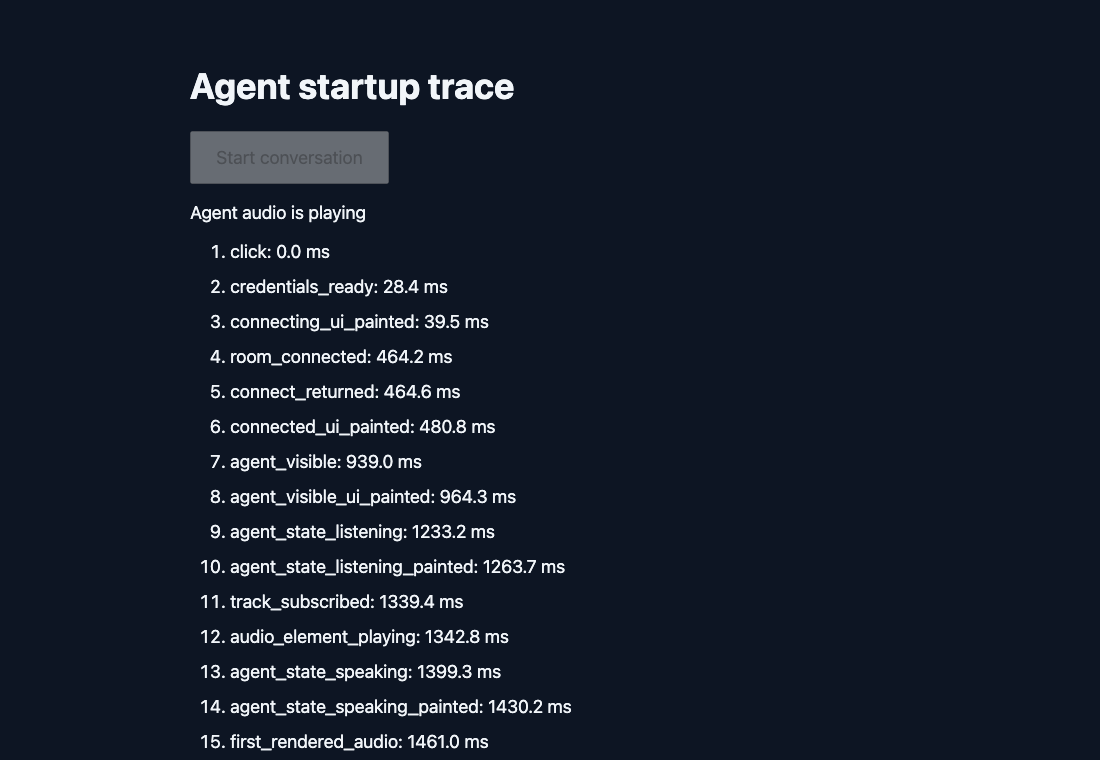 Agent startup trace
Start conversation
Agent audio is playing
1. click: 0.0 ms
2. credentials_ready: 28.4 ms
3. connecting_ui_painted: 39.5 ms
4. room_connected: 464.2 ms
5. connect_returned: 464.6 ms
6. connected_ui_painted: 480.8 ms
7. agent_visible: 939.0 ms
8. agent_visible_ui_painted: 964.3 ms
9. agent_state_listening: 1233.2 ms
10. agent_state_listening_painted: 1263.7 ms
11. track_subscribed: 1339.4 ms
12. audio_element_playing: 1342.8 ms
13. agent_state_speaking: 1399.3 ms
14. agent_state_speaking_painted: 1430.2 ms
15. first_rendered_audio: 1461.0 ms